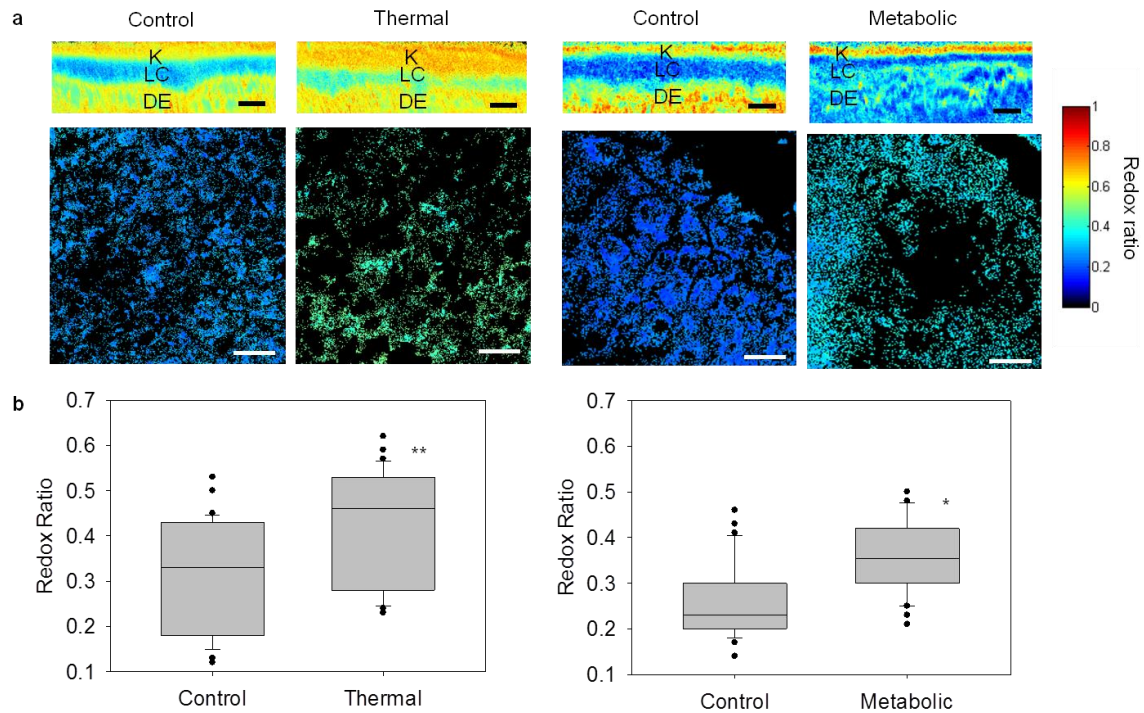 a
Control Thermal Control Metabolic
K
LC
DE
K
LC
DE
K
LC
DE
K
LC
DE
1
0.8
0.6
0.4
0.2
0
Redox ratio
b
0.7
0.6
0.5
0.4
0.3
0.2
0.1
Redox Ratio
**
Control Thermal
0.7
0.6
0.5
0.4
0.3
0.2
0.1
Redox Ratio
*
Control Metabolic